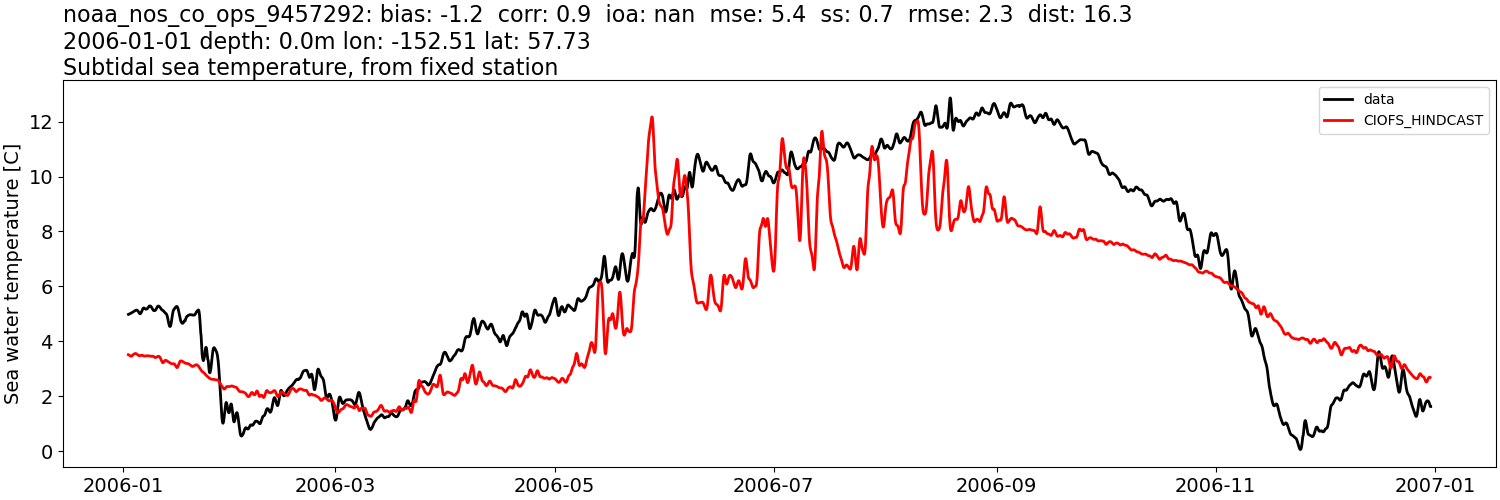 noaa_nos_co_ops_9457292: bias: -1.2  corr: 0.9  ioa: nan  mse: 5.4  ss: 0.7  rmse: 2.3  dist: 16.3
2006-01-01 depth: 0.0m lon: -152.51 lat: 57.73
Subtidal sea temperature, from fixed station
Sea water temperature [C]
12
10
8
6
4
2
0
data
CIOFS_HINDCAST
2006-01
2006-03
2006-05
2006-07
2006-09
2006-11
2007-01